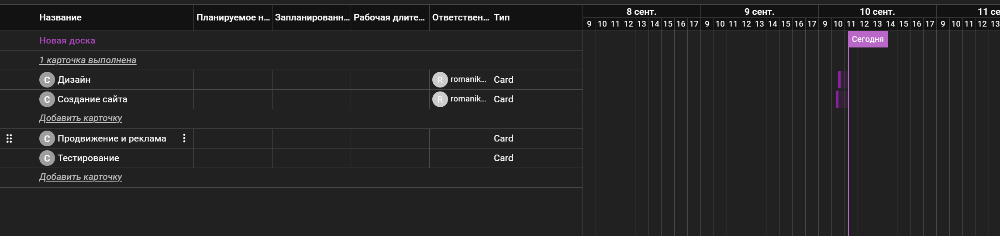 Название Планируемое н... Запланированн... Рабочая длите... Ответствен... Тип
8 сент. 9 сент. 10 сент. 11 се
9 10 11 12 13 14 15 16 17 9 10 11 12 13 14 15 16 17 9 10 11 12 13 14 15 16 17 9 10 11 12 13
Новая доска
Сегодня
1 карточка выполнена
C Дизайн R romanik... Card
C Создание сайта R romanik... Card
Добавить карточку
C Продвижение и реклама Card
C Тестирование Card
Добавить карточку